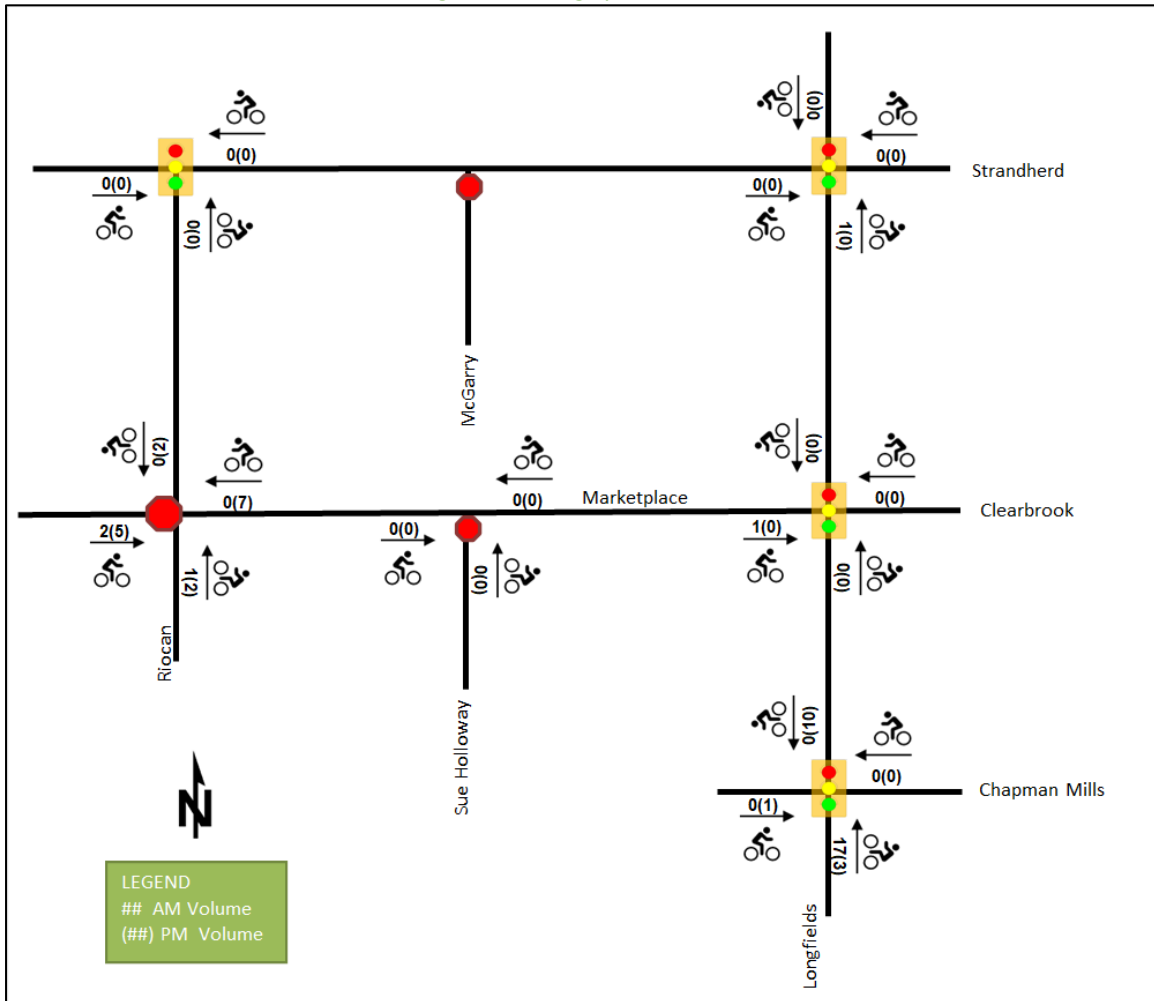 0(0)
0(0)
0(0)
0(0)
0(0)
0(0)
1(0)
Strandherd
McGarry
0(2)
0(7)
2(5)
1(2)
Riocan
0(0)
Marketplace
0(0)
0(0)
Sue Holloway
0(0)
0(0)
1(0)
0(0)
Clearbrook
0(10)
0(0)
0(1)
17(3)
Chapman Mills
Longfields
N
LEGEND
## AM Volume
(##) PM Volume